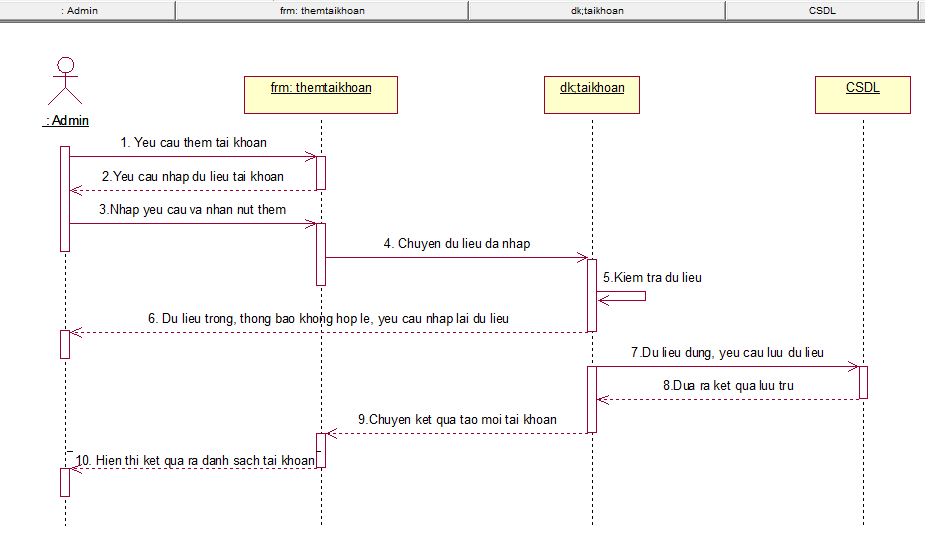 : Admin
frm: themtaikhoan
dk;taikhoan
CSDL
frm: themtaikhoan
dk;taikhoan
CSDL
: Admin
1. Yeu cau them tai khoan
2.Yeu cau nhap du lieu tai khoan
3.Nhap yeu cau va nhan nut them
4. Chuyen du lieu da nhap
5.Kiem tra du lieu
6. Du lieu trong, thong bao khong hop le, yeu cau nhap lai du lieu
7.Du lieu dung, yeu cau luu du lieu
8.Dua ra ket qua luu tru
9.Chuyen ket qua tao moi tai khoan
10. Hien thi ket qua ra danh sach tai khoan